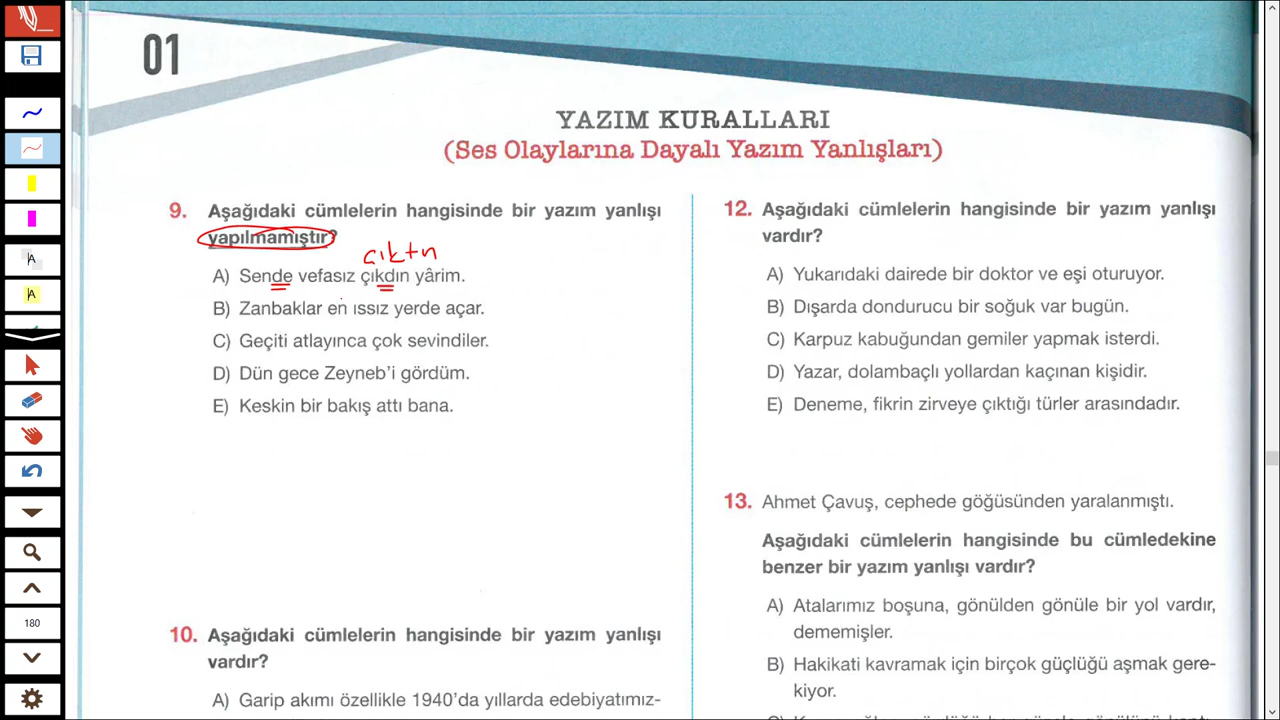 01
YAZIM KURALLARI
(Ses Olaylarına Dayalı Yazım Yanlışları)
9. Aşağıdaki cümlelerin hangisinde bir yazım yanlışı
yapılmamıştır?
çıktın
A) Sende vefasız çıkdın yârim.
B) Zanbaklar en ıssız yerde açar.
C) Geçiti atlayınca çok sevindiler.
D) Dün gece Zeyneb'i gördüm.
E) Keskin bir bakış attı bana.
10. Aşağıdaki cümlelerin hangisinde bir yazım yanlışı
vardır?
A) Garip akımı özellikle 1940'da yıllarda edebiyatımız-
12. Aşağıdaki cümlelerin hangisinde bir yazım yanlışı
vardır?
A) Yukarıdaki dairede bir doktor ve eşi oturuyor.
B) Dışarda dondurucu bir soğuk var bugün.
C) Karpuz kabuğundan gemiler yapmak isterdi.
D) Yazar, dolambaçlı yollardan kaçınan kişidir.
E) Deneme, fikrin zirveye çıktığı türler arasındadır.
13. Ahmet Çavuş, cephede göğüsünden yaralanmıştı.
Aşağıdaki cümlelerin hangisinde bu cümledekine
benzer bir yazım yanlışı vardır?
A) Atalarımız boşuna, gönülden gönüle bir yol vardır,
dememişler.
B) Hakikati kavramak için birçok güçlüğü aşmak gere-
kiyor.
A
A
180